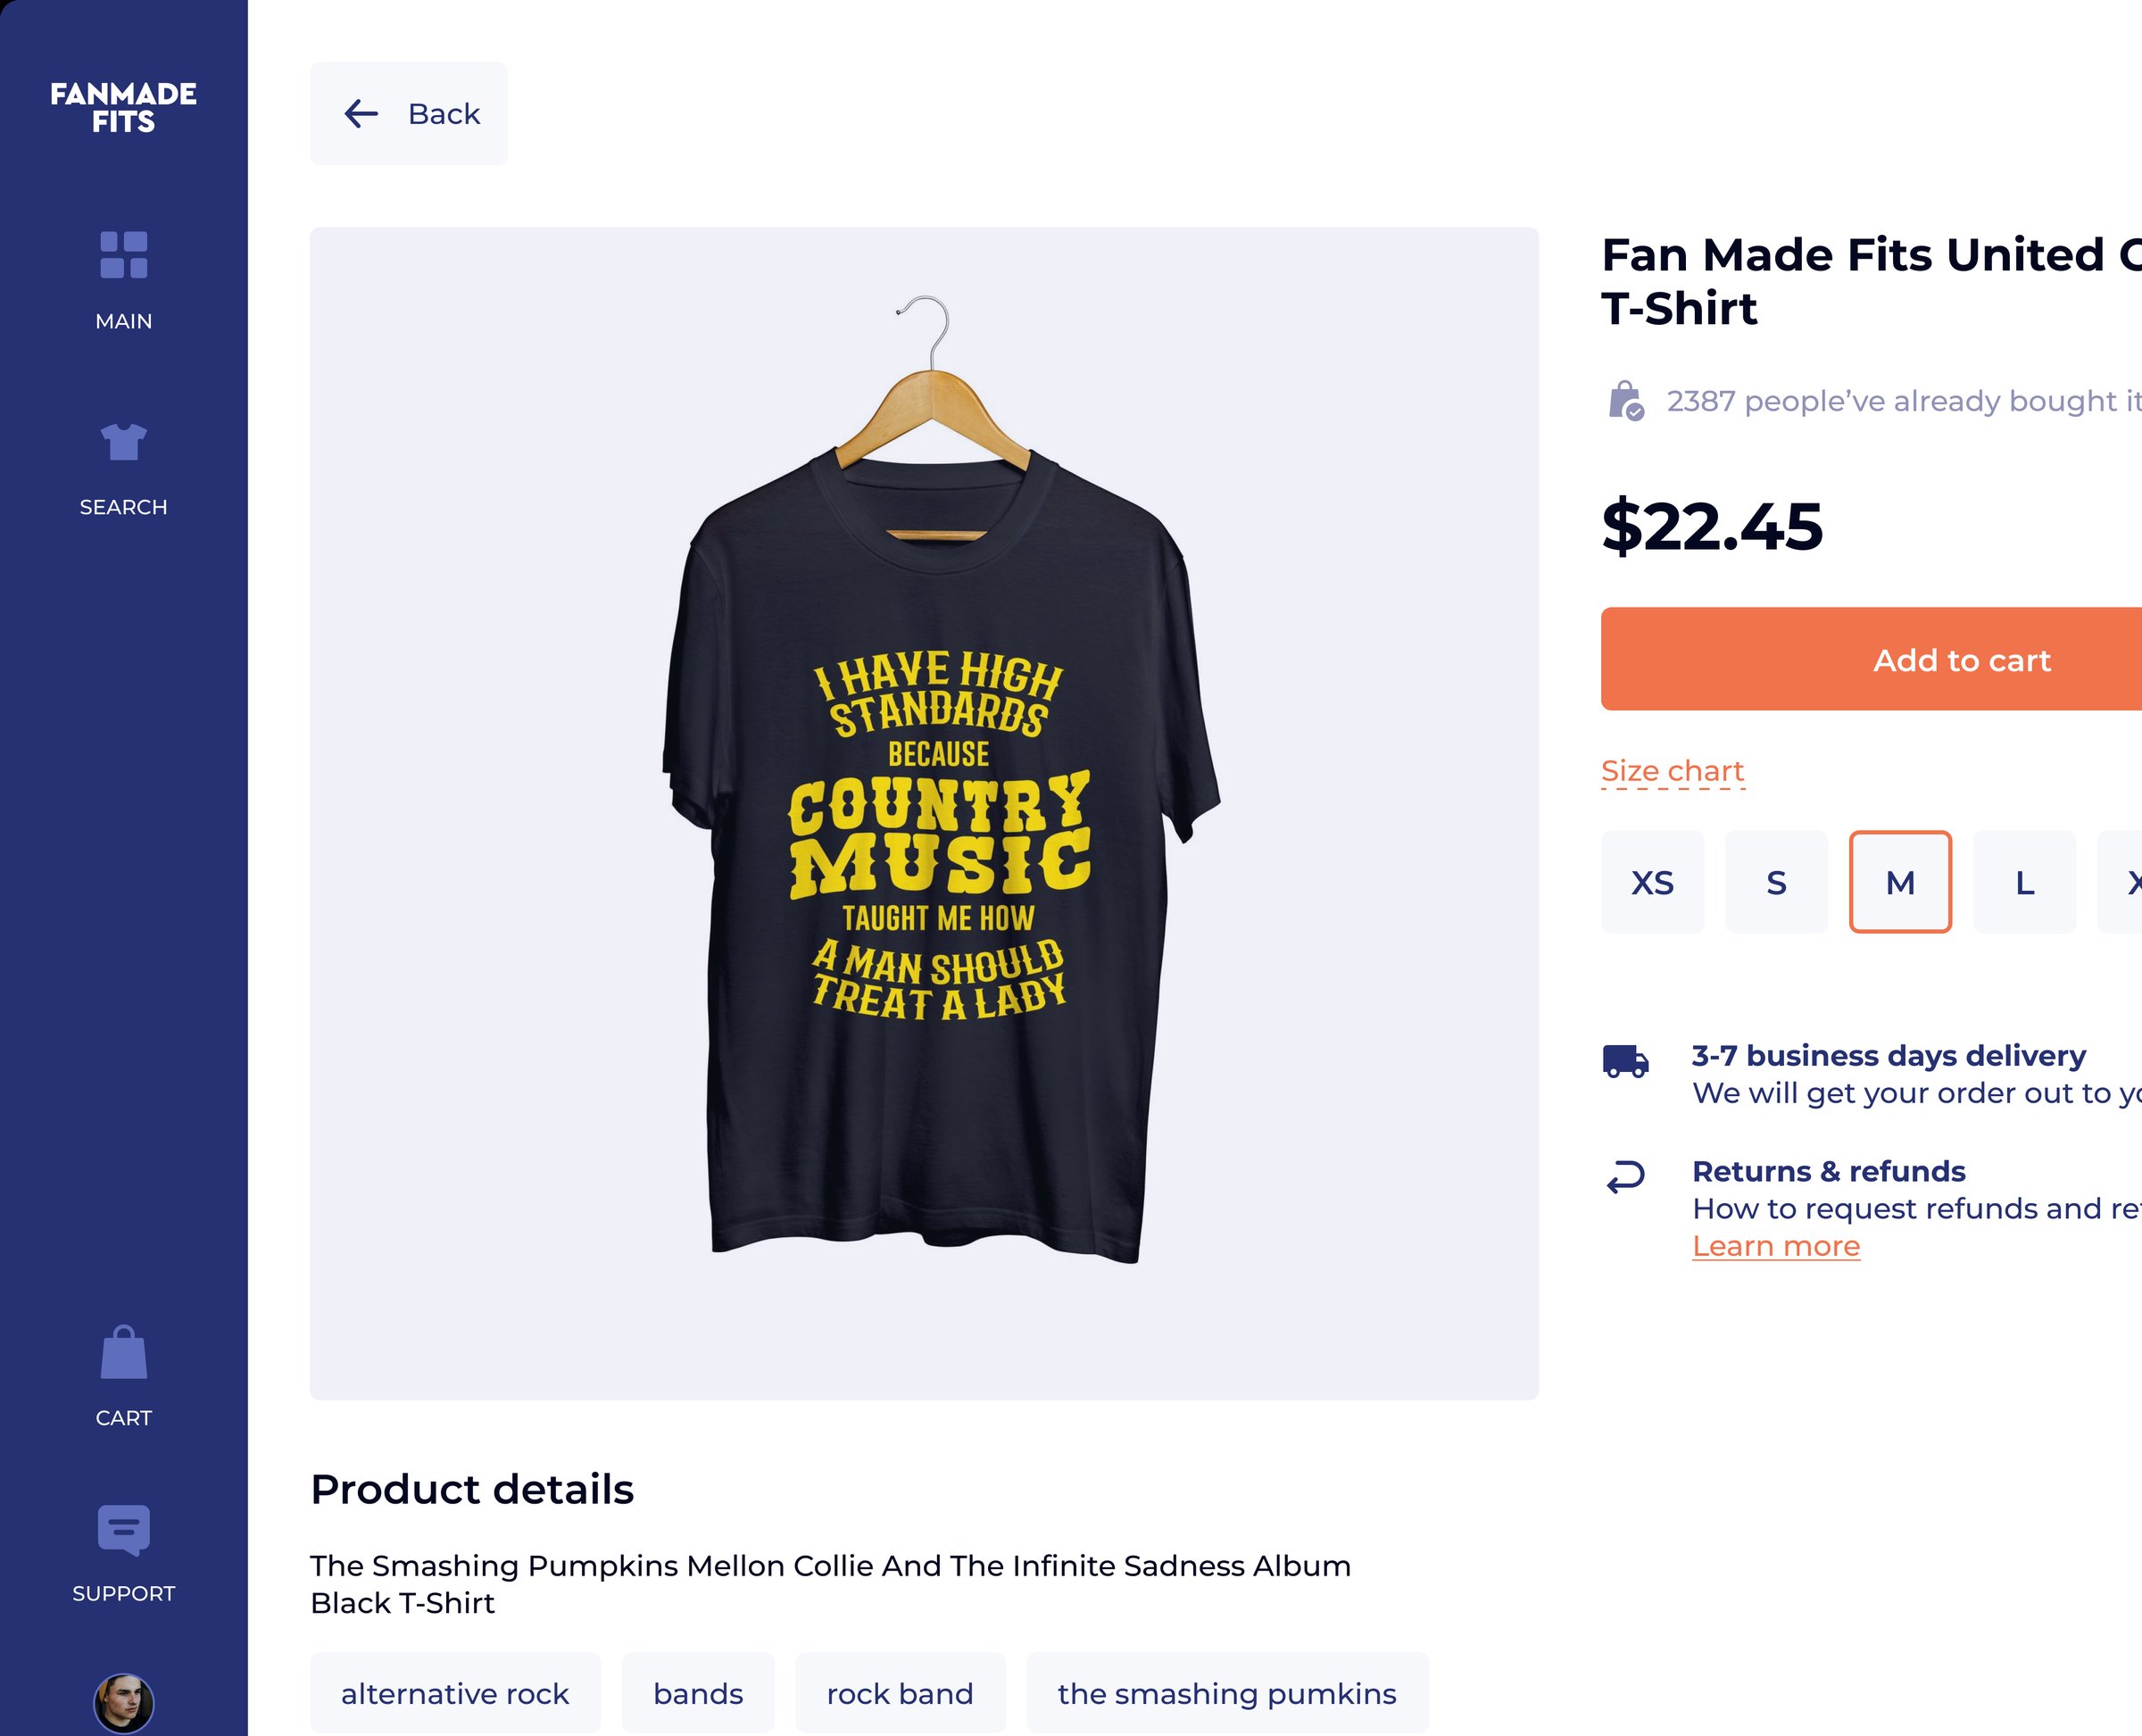 FANMADE
FITS
MAIN
SEARCH
CART
SUPPORT
Back
I HAVE HIGH
STANDARDS
BECAUSE
COUNTRY
MUSIC
TAUGHT ME HOW
A MAN SHOULD
TREAT A LADY
Fan Made Fits United
T-Shirt
2387 people’ve already bought it
$22.45
Add to cart
Size chart
XS S M L
3-7 business days delivery
We will get your order out to
Returns & refunds
How to request refunds and
Learn more
Product details
The Smashing Pumpkins Mellon Collie And The Infinite Sadness Album
Black T-Shirt
alternative rock bands rock band the smashing pumkins